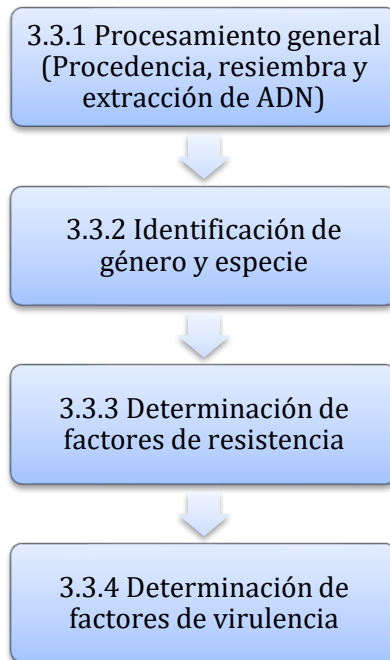 3.3.1 Procesamiento general
(Procedencia, resiembra y
extracción de ADN)
3.3.2 Identificación de
género y especie
3.3.3 Determinación de
factores de resistencia
3.3.4 Determinación de
factores de virulencia